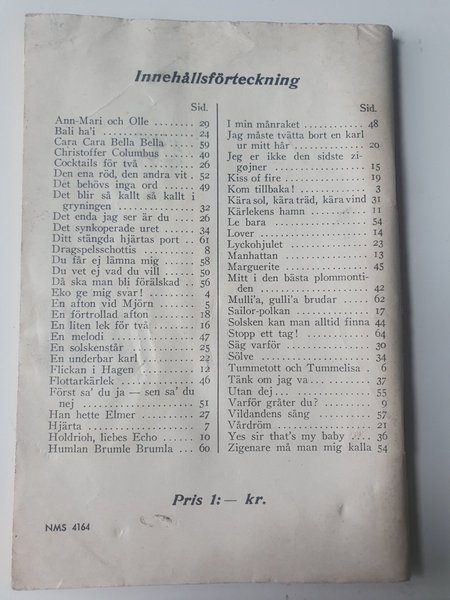 Innehållsförteckning
Sid.
Ann-Mari och Olle ........ 29
Bali ha'i ................ 24
Cara Cara Bella Bella ..... 59
Christoffer Columbus ...... 40
Cocktails för två ......... 26
Den ena röd, den andra vit . 52
Det behövs inga ord ....... 49
Det blir så kallt så kallt i
gryningen ............... 32
Det enda jag ser är du .... 26
Det synkoperade uret ...... 34
Ditt stängda hjärtas port .. 61
Dragspelsschottis ......... 8
Du får ej lämna mig ....... 58
Du vet ej vad du vill ..... 50
Då ska man bli förälskad .. 56
Eko ge mig svar! .......... 4
En afton vid Mjörn ........ 5
En förtrollad afton ....... 18
En liten lek för två ...... 16
En melodi ................. 47
En solskenstår ............ 25
En underbar karl .......... 22
Flickan i Hagen ........... 12
Flottarkärlek ............. 46
Först sa' du ja — sen sa' du
nej ..................... 51
Han hette Elmer ........... 27
Hjärta .................... 7
Holdrioh, liebes Echo ..... 10
Humlan Brumle Brumla ... 60
Sid.
I min månraket ........... 48
Jag måste tvätta bort en karl
ur mitt hår ............. 20
Jeg er ikke den sidste zi-
gøjner .................. 15
Kiss of fire .............. 19
Kom tillbaka! ............. 3
Kära sol, kära träd, kära vind 31
Kärlekens hamn ............ 11
Le bara ................... 54
Lover ..................... 14
Lyckohjulet ............... 23
Manhattan ................. 13
Marguerite ................ 45
Mitt i den bästa plommonti-
den ..................... 42
Mulli'a, gulli'a brudar ... 62
Sailor-polkan ............. 17
Solsken kan man alltid finna 44
Stopp ett tag! ............ 64
Säg varför ................ 30
Sölve ..................... 34
Tummetott och Tummelisa . 6
Tänk om jag va ............ 37
Utan dej... ............... 55
Varför gråter du? ......... 9
Vildandens sång ........... 57
Vårdröm ................... 21
Yes sir that's my baby ... 36
Zigenare må man mig kalla 54
Pris 1:— kr.
NMS 4164